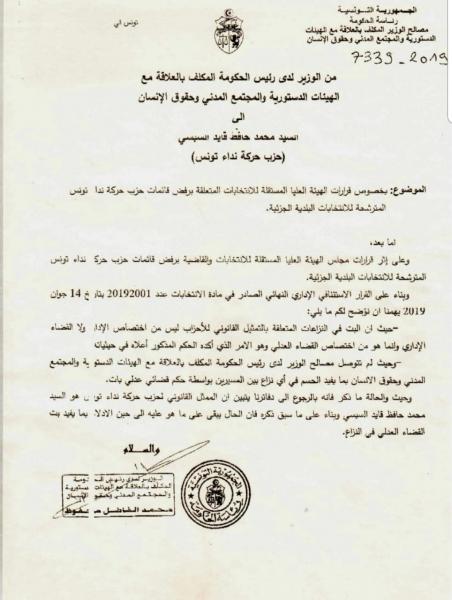 الجمهورية التونسية
رئاسة الحكومة
مصالح الوزير المكلف بالعلاقة مع الهيئات
الدستورية والمجتمع المدني وحقوق الإنسان
تونس في
7339_2019
من الوزير لدى رئيس الحكومة المكلف بالعلاقة مع
الهيئات الدستورية والمجتمع المدني وحقوق الإنسان
الى
السيد محمد حافظ قايد السبسي
(حزب حركة نداء تونس)
الموضوع: بخصوص قرارات الهيئة العليا المستقلة للانتخابات المتعلقة برفض قائمات حزب حركة نداء تونس
المترشحة للانتخابات البلدية الجزئية.
اما بعد،
وعلى إثر قرارات مجلس الهيئة العليا المستقلة للانتخابات والقاضية برفض قائمات حزب حركة نداء تونس
المترشحة للانتخابات البلدية الجزئية.
وبناء على القرار الاستئنافي الإداري النهائي الصادر في مادة الانتخابات عدد 20192001 بتاريخ 14 جوان
2019 يهمنا ان نوضح لكم ما يلي:
-حيث ان البت في النزاعات المتعلقة بالتمثيل القانوني للأحزاب ليس من اختصاص الإدارة ولا القضاء
الإداري وانما هو من اختصاص القضاء العدلي وهو الامر الذي أكده الحكم المذكور أعلاه في حيثياته
-وحيث لم تتوصل مصالح الوزير لدى رئيس الحكومة المكلف بالعلاقة مع الهيئات الدستورية والمجتمع
المدني وحقوق الانسان بما يفيد الحسم في أي نزاع بين المسيرين بواسطة حكم قضائي عدلي بات.
وحيث والحالة ما ذكر فانه بالرجوع الى دفاترنا يتبين ان الممثل القانوني لحزب حركة نداء تونس هو السيد
محمد حافظ قايد السبسي وبناء على ما سبق ذكره فان الحال يبقى على ما هو عليه الى حين الادلاء بما يفيد بت
القضاء العدلي في النزاع.
والسلام
المكلف بالعلاقة مع الهيئات الدستورية
والمجتمع المدني وحقوق الإنسان
محمد الفاضل محفوظ
الجمهورية التونسية
رئاسة الحكومة